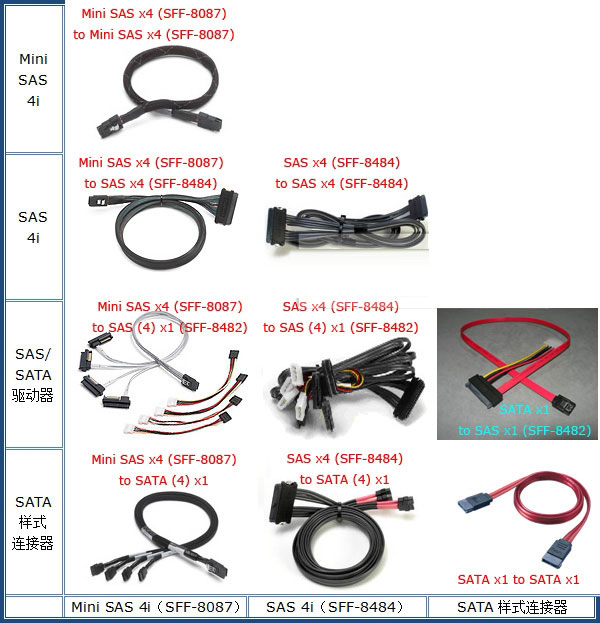 Mini SAS x4 (SFF-8087)
to Mini SAS x4 (SFF-8087)
Mini
SAS
4i
Mini SAS x4 (SFF-8087)
to SAS x4 (SFF-8484)
SAS x4 (SFF-8484)
to SAS x4 (SFF-8484)
SAS
4i
Mini SAS x4 (SFF-8087)
to SAS (4) x1 (SFF-8482)
SAS x4 (SFF-8484)
to SAS (4) x1 (SFF-8482)
SATA x1
to SAS x1 (SFF-8482)
SAS/
SATA
驱动器
Mini SAS x4 (SFF-8087)
to SATA (4) x1
SAS x4 (SFF-8484)
to SATA (4) x1
SATA x1 to SATA x1
SATA
样式
连接器
Mini SAS 4i（SFF-8087）
SAS 4i（SFF-8484）
SATA 样式连接器